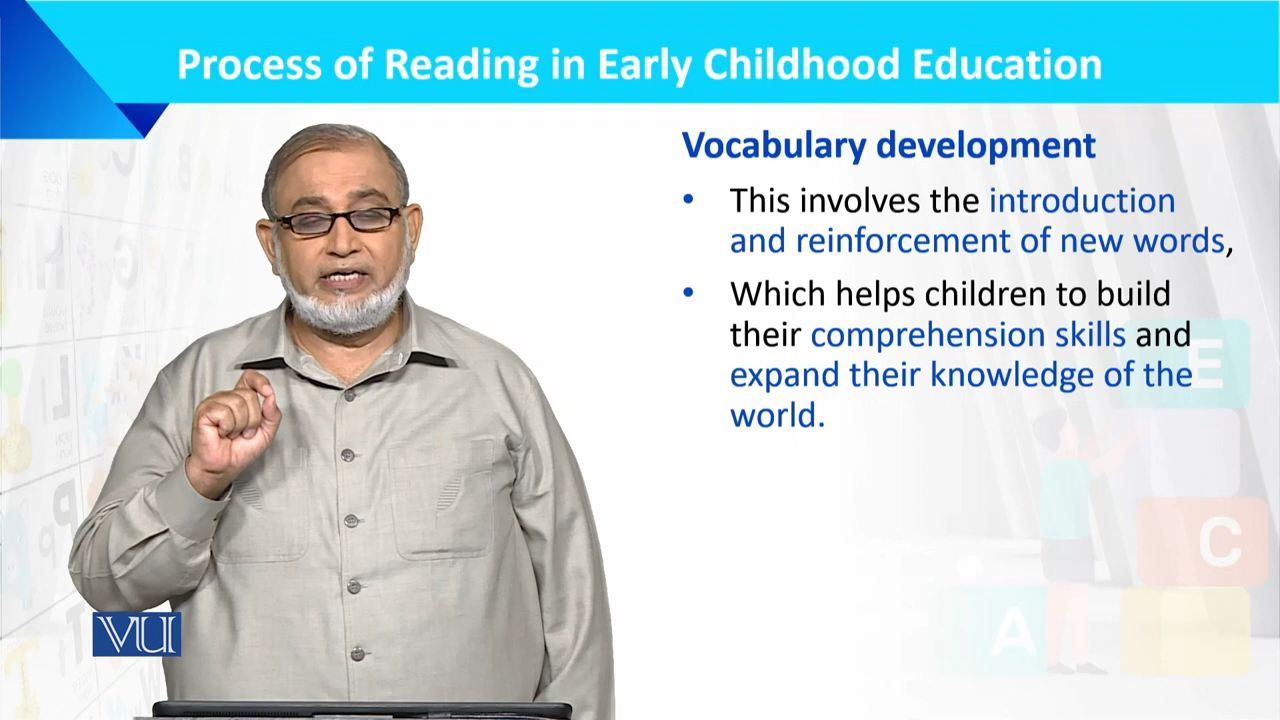 Process of Reading in Early Childhood Education
Vocabulary development
• This involves the introduction
and reinforcement of new words,
• Which helps children to build
their comprehension skills and
expand their knowledge of the
world.
VU
E
C
A